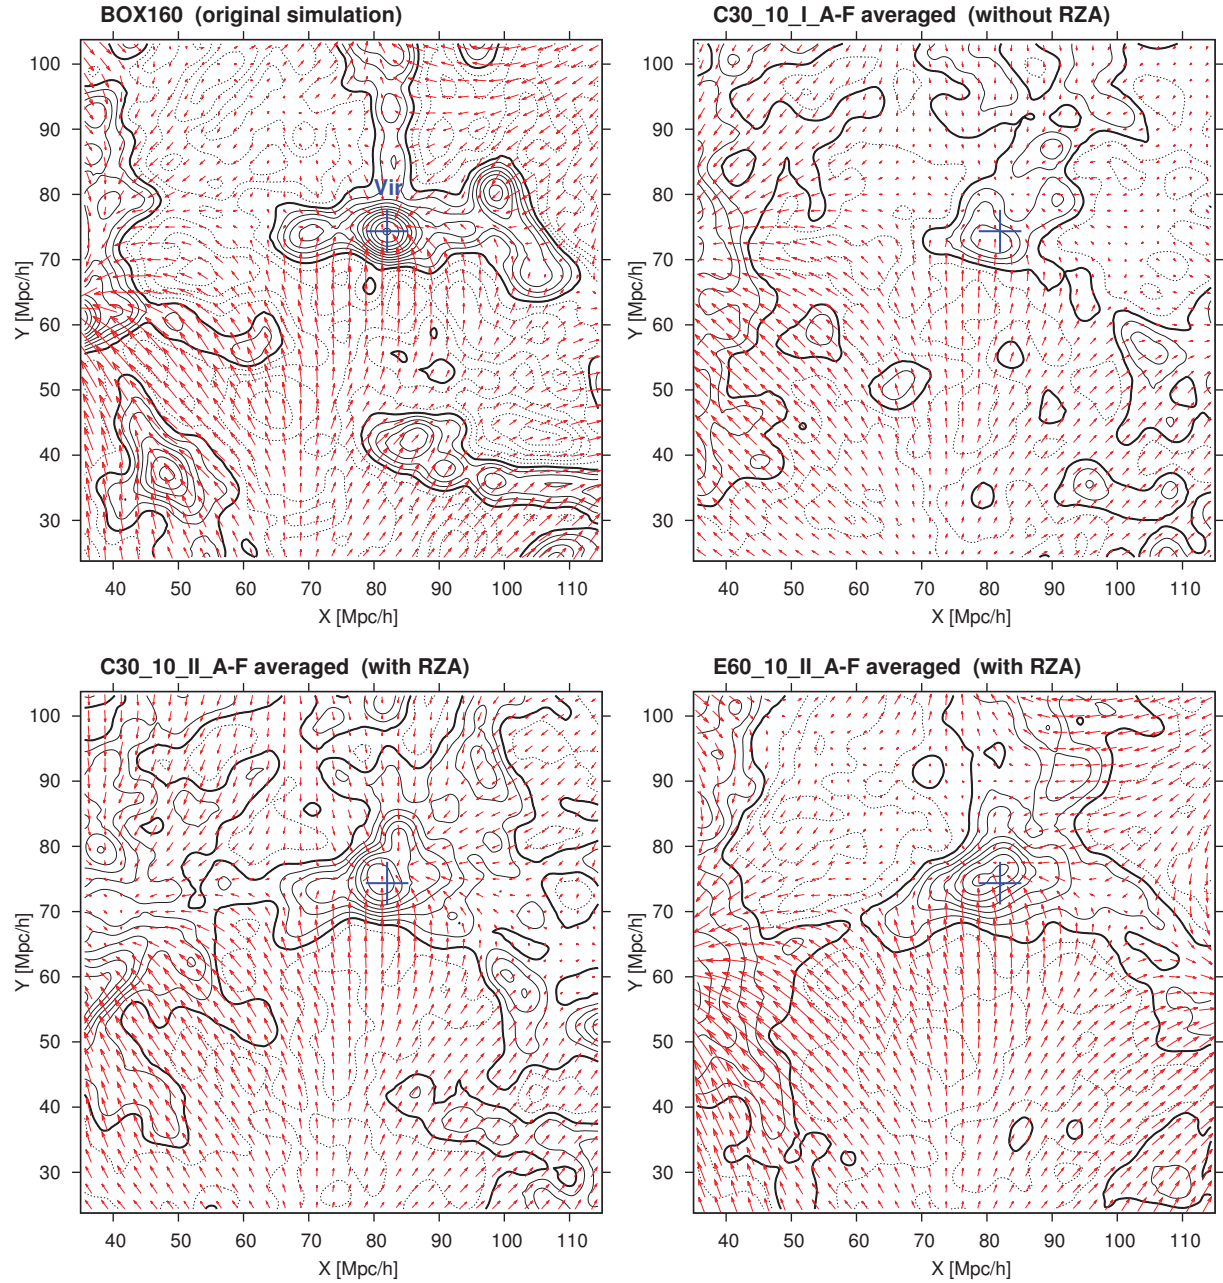 BOX160 (original simulation)
C30_10_I_A-F averaged (without RZA)
100
90
80
70
60
50
40
30
Y [Mpc/h]
Vir
40 50 60 70 80 90 100 110
X [Mpc/h]
100
90
80
70
60
50
40
30
Y [Mpc/h]
40 50 60 70 80 90 100 110
X [Mpc/h]
C30_10_II_A-F averaged (with RZA)
E60_10_II_A-F averaged (with RZA)
100
90
80
70
60
50
40
30
Y [Mpc/h]
40 50 60 70 80 90 100 110
X [Mpc/h]
100
90
80
70
60
50
40
30
Y [Mpc/h]
40 50 60 70 80 90 100 110
X [Mpc/h]